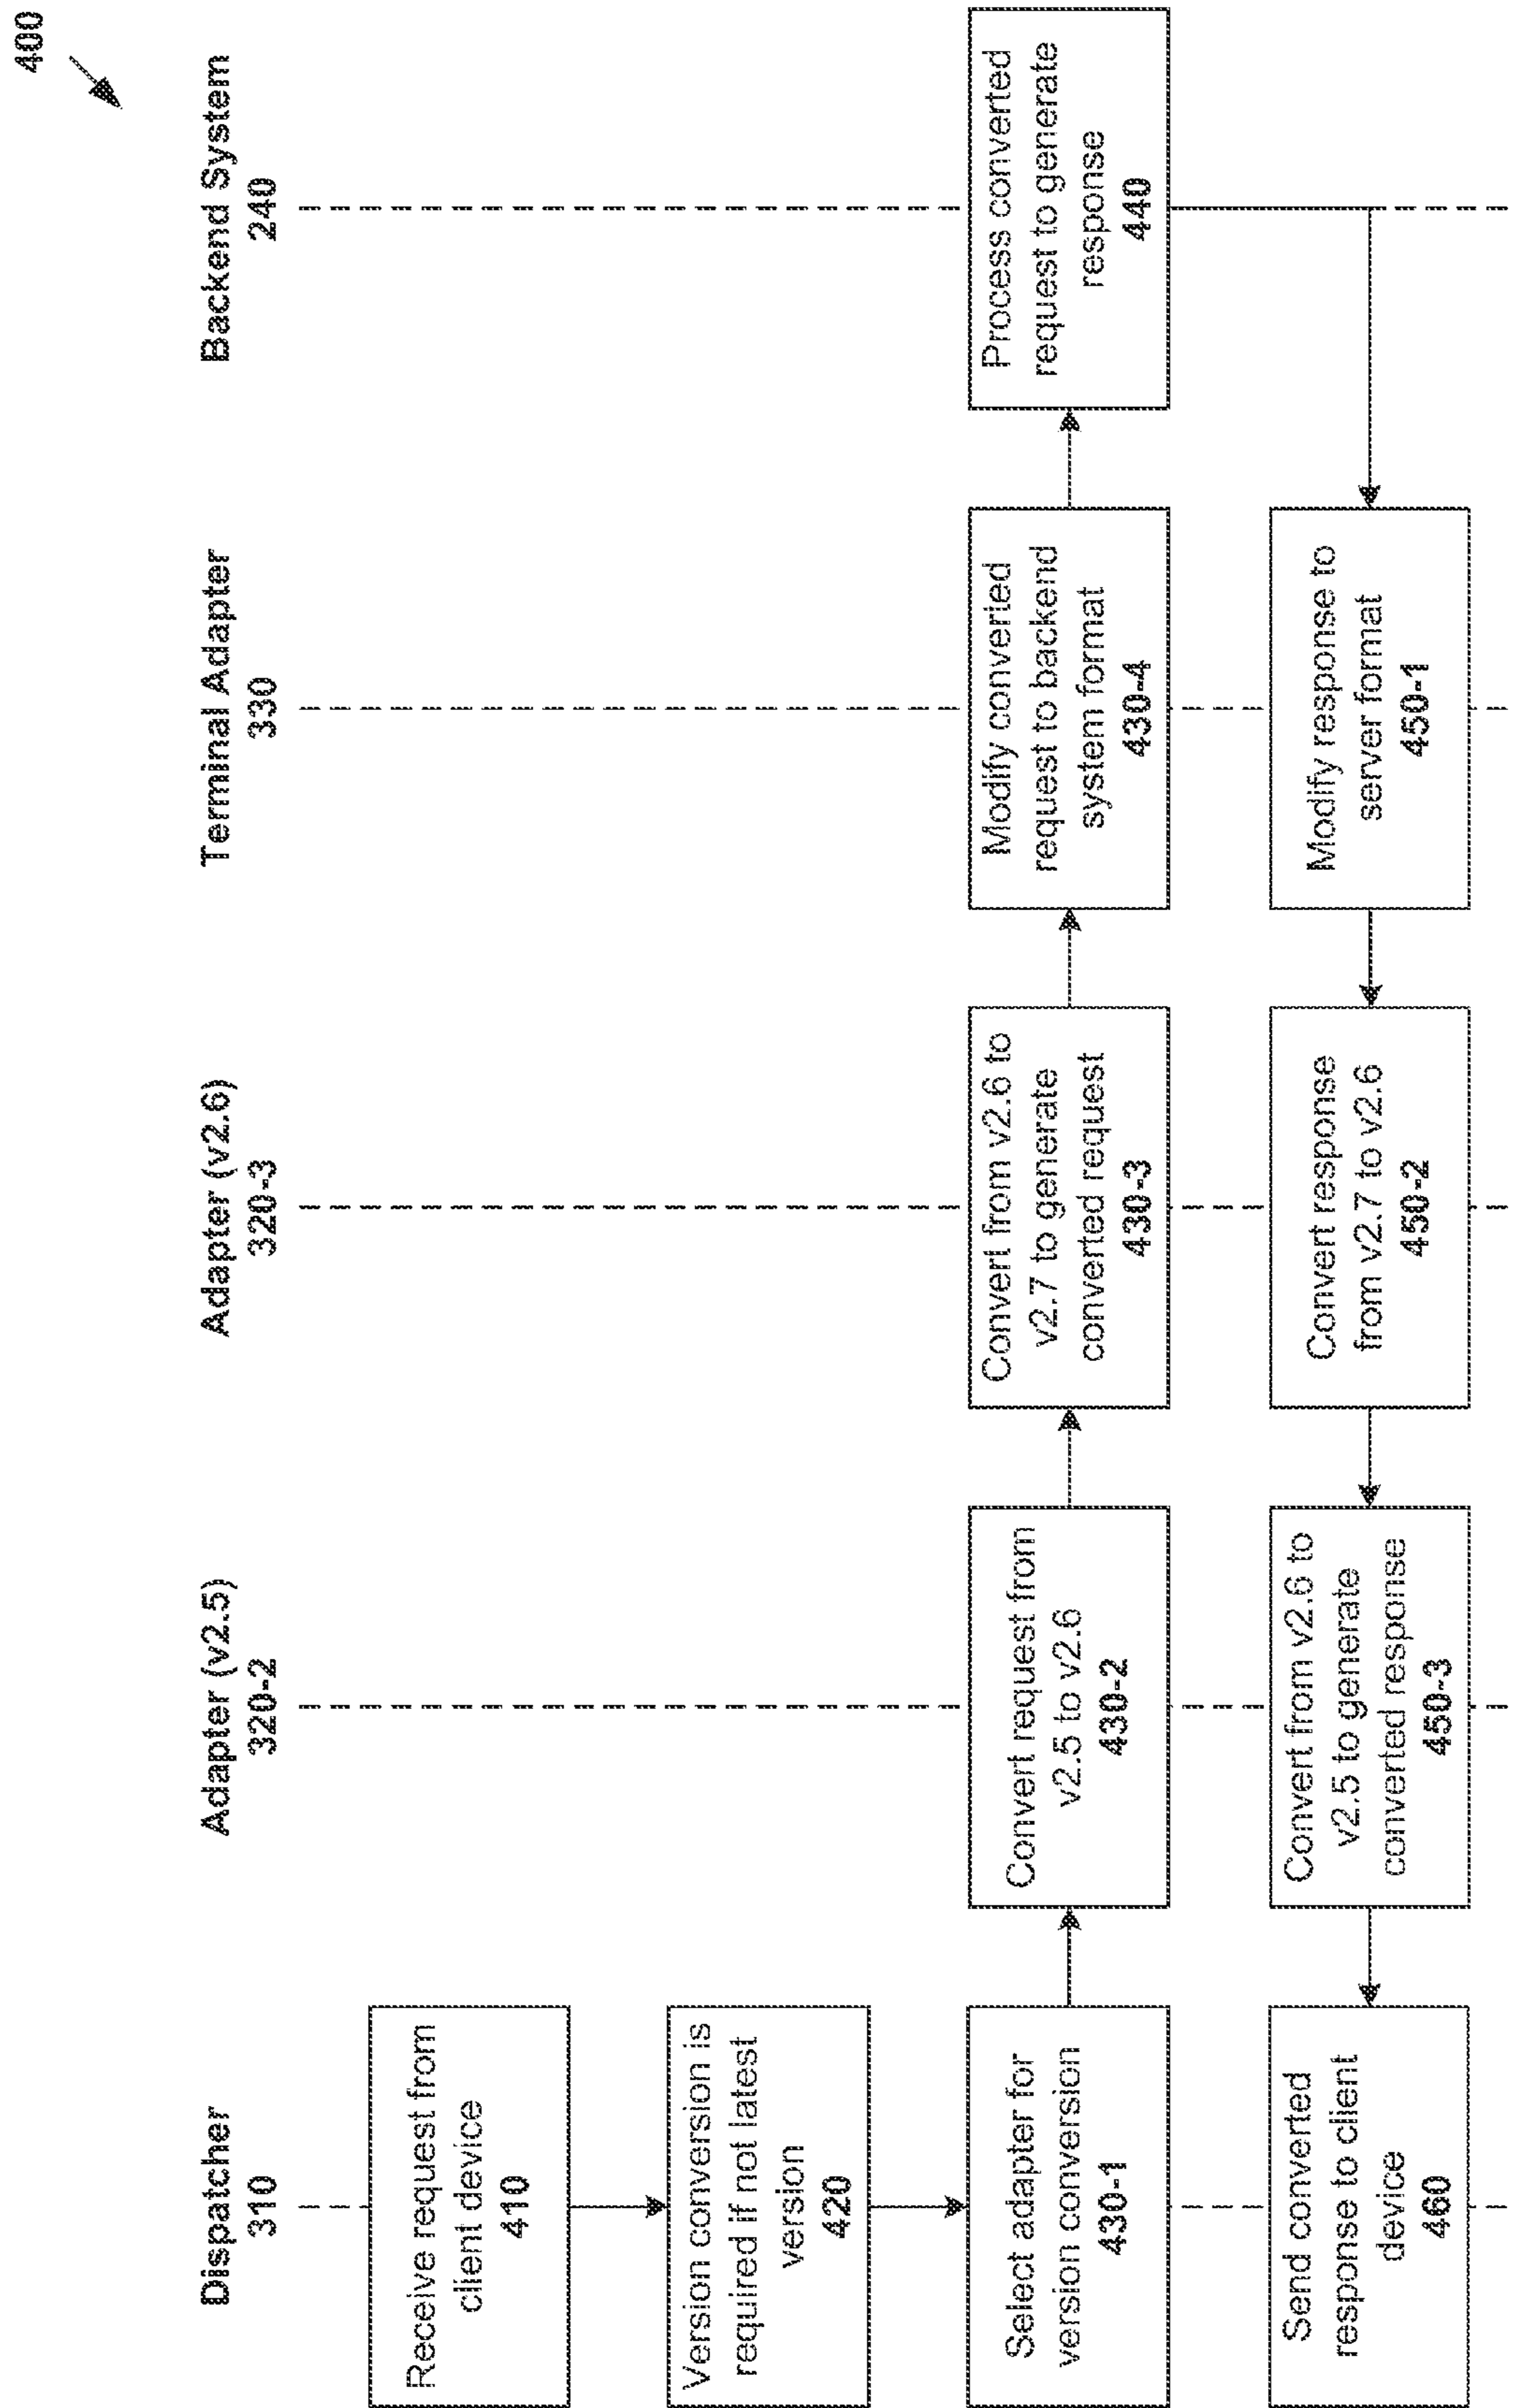 400
Dispatcher
310
Adapter (v2.5)
320-2
Adapter (v2.6)
320-3
Terminal Adapter
330
Backend System
240
Receive request from
client device
410
Version conversion is
required if not latest
version
420
Select adapter for
version conversion
430-1
Convert request from
v2.5 to v2.6
430-2
Convert from v2.6 to
v2.7 to generate
converted request
430-3
Modify converted
request to backend
system format
430-4
Process converted
request to generate
response
440
Send converted
response to client
device
460
Convert from v2.6 to
v2.5 to generate
converted response
450-3
Convert response
from v2.7 to v2.6
450-2
Modify response to
server format
450-1